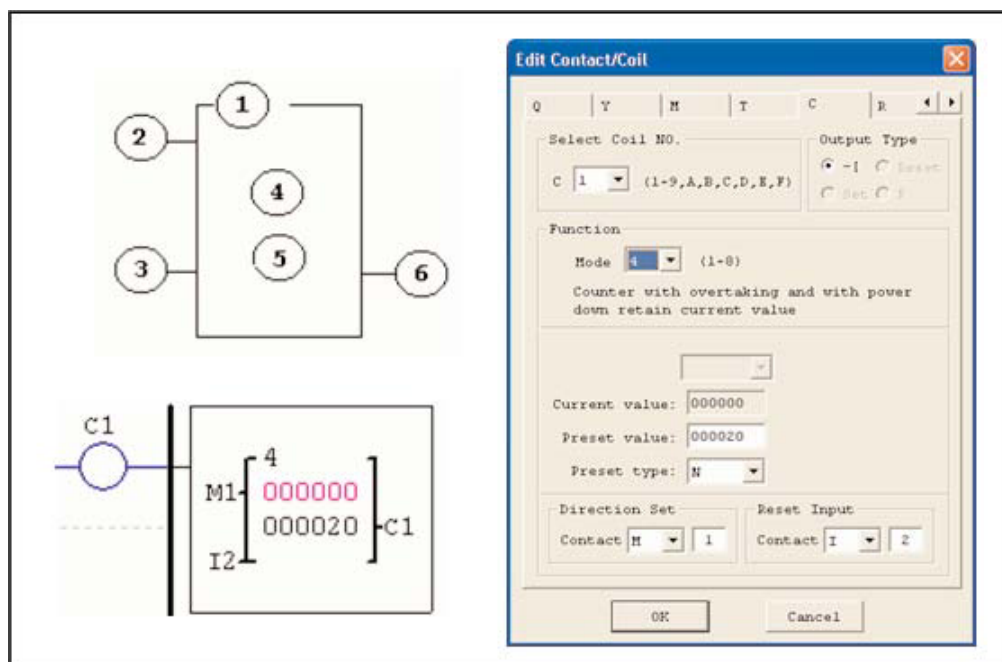 1
2
4
3
5
6
C1
4
M1
000000
000020
C1
I2
Edit Contact/Coil
Q Y M T C R
Select Coil NO.
C 1 (1-9,A,B,C,D,E,F)
Output Type
-[ Reset
Set P
Function
Mode 4 (1-8)
Counter with overtaking and with power
down retain current value
Current value: 000000
Preset value: 000020
Preset type: N
Direction Set
Contact M 1
Reset Input
Contact I 2
OK Cancel